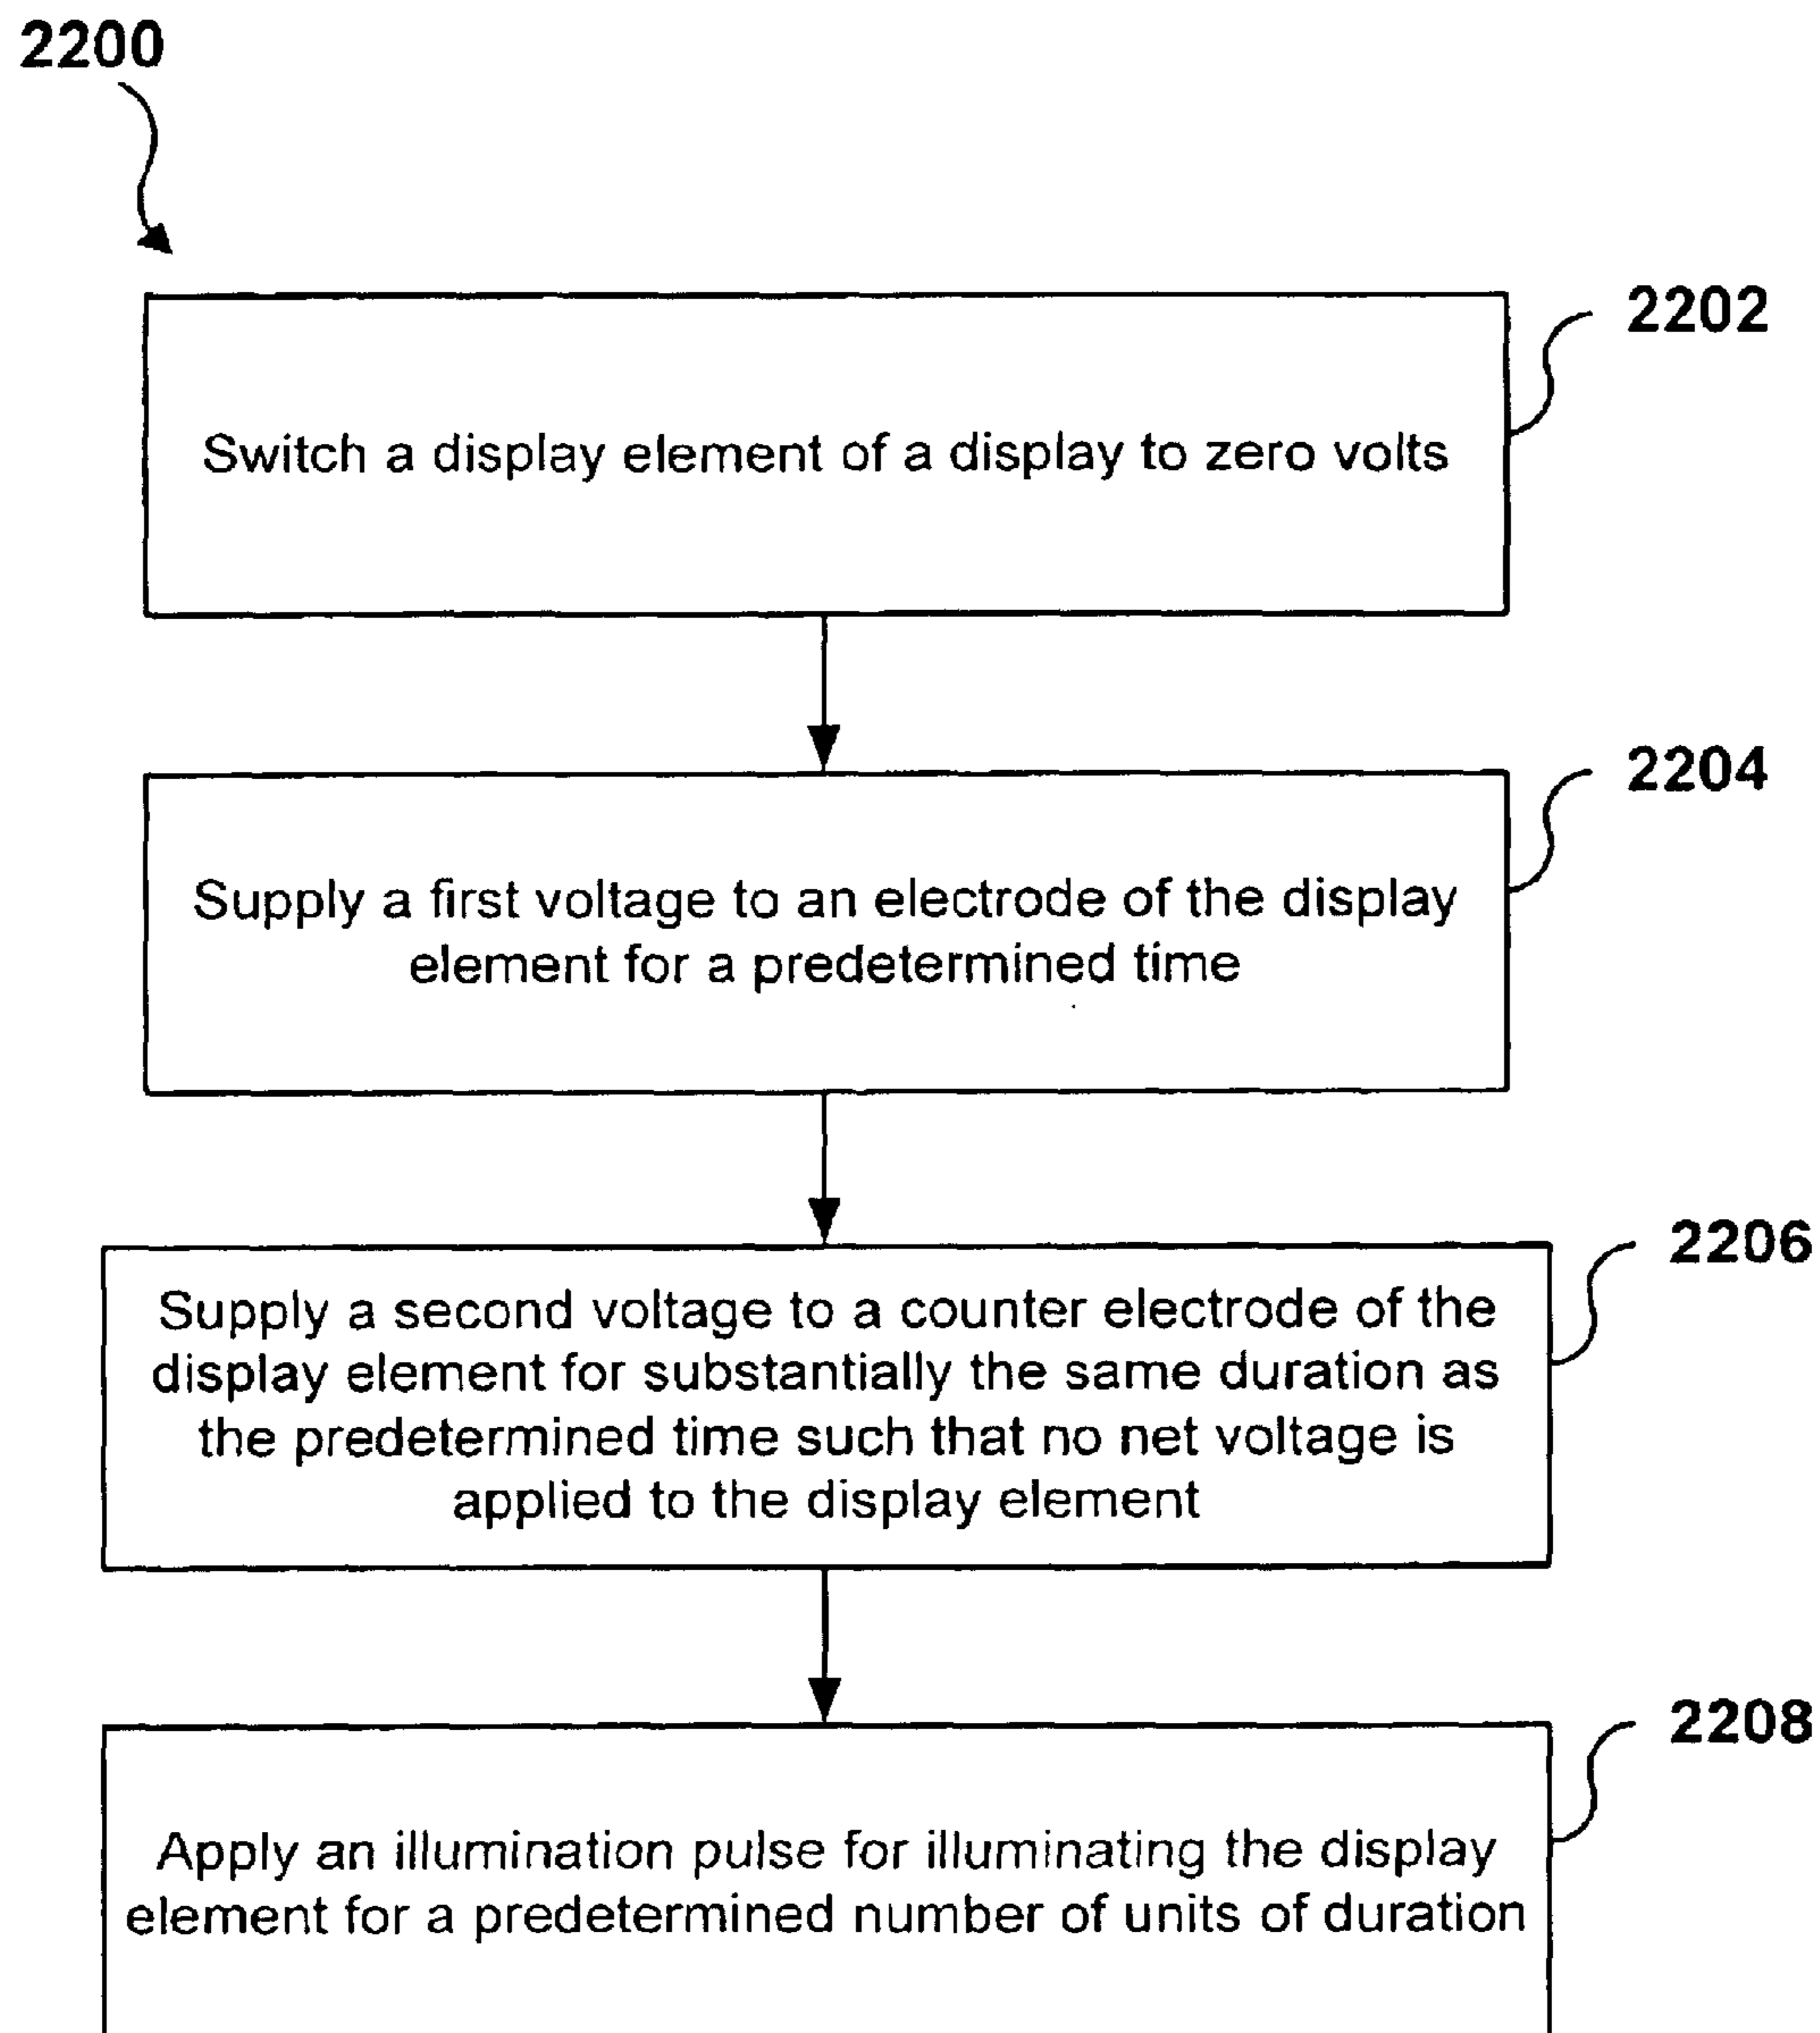 2200
2202
Switch a display element of a display to zero volts
2204
Supply a first voltage to an electrode of the display
element for a predetermined time
2206
Supply a second voltage to a counter electrode of the
display element for substantially the same duration as
the predetermined time such that no net voltage is
applied to the display element
2208
Apply an illumination pulse for illuminating the display
element for a predetermined number of units of duration